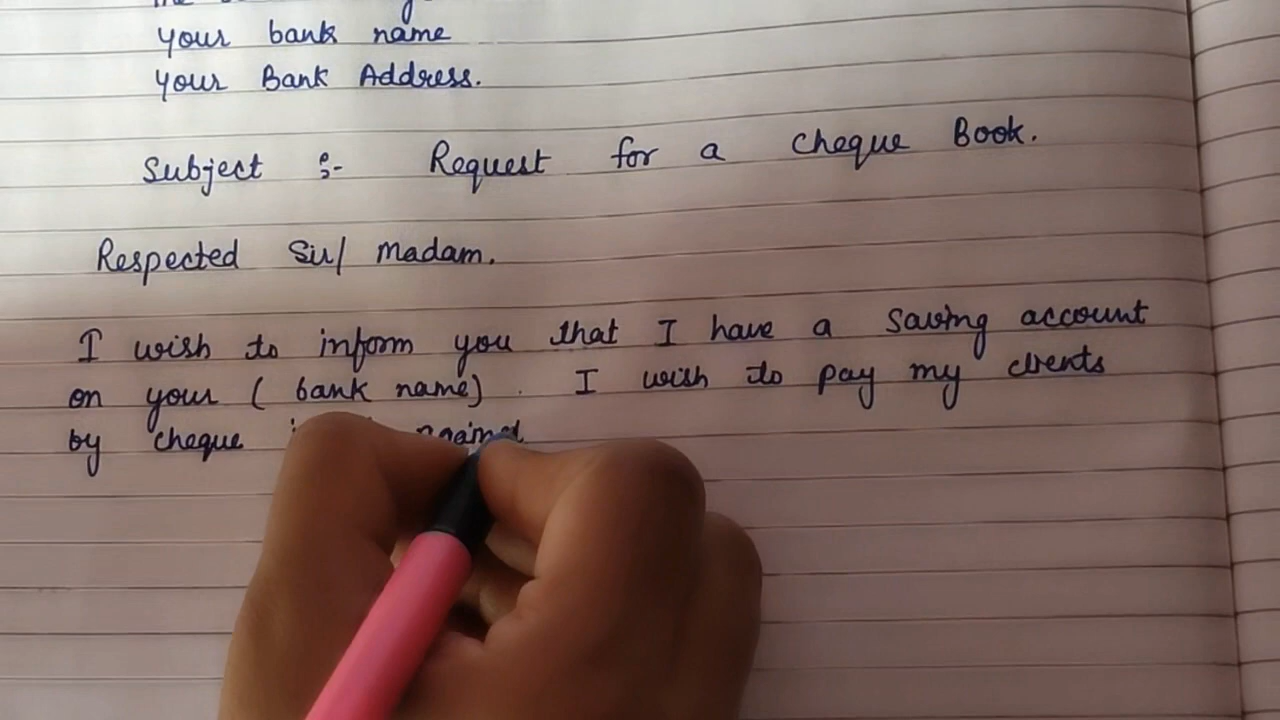 your bank name
your Bank Address.
Subject :- Request for a cheque Book.
Respected Sir/ Madam.
I wish to inform you that I have a saving account
on your ( bank name) . I wish to pay my clients
by cheque